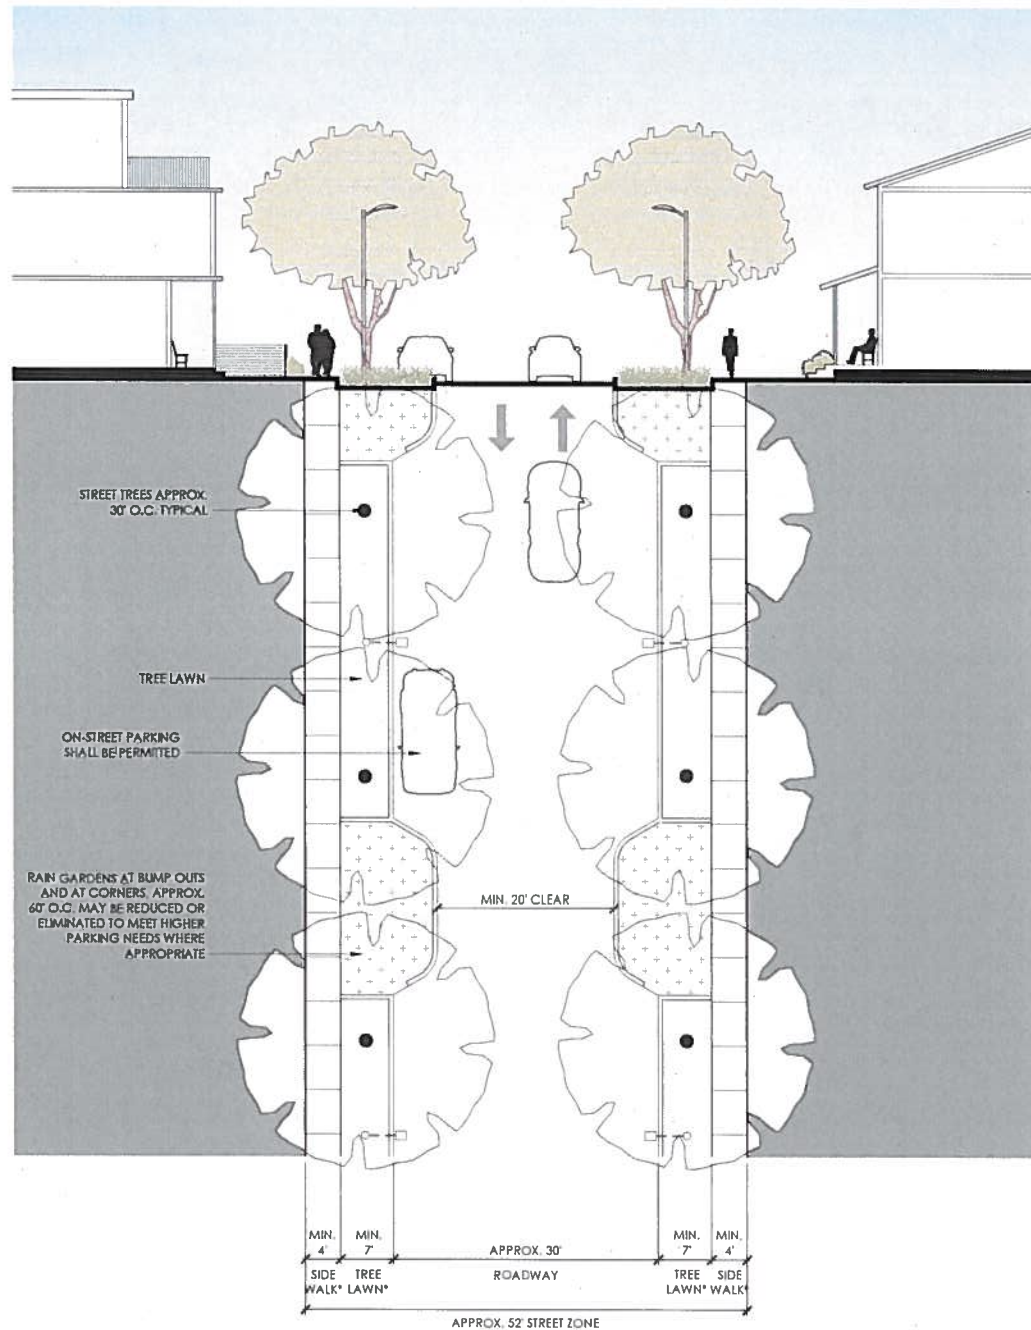 STREET TREES APPROX.
30' O.C. TYPICAL
TREE LAWN
ON-STREET PARKING
SHALL BE PERMITTED
RAIN GARDENS AT BUMP OUTS
AND AT CORNERS, APPROX.
60' O.C. MAY BE REDUCED OR
ELIMINATED TO MEET HIGHER
PARKING NEEDS WHERE
APPROPRIATE
MIN. 20' CLEAR
MIN.
4'
MIN.
7'
APPROX. 30'
MIN.
7'
MIN.
4'
SIDE
WALK*
TREE
LAWN*
ROADWAY
TREE
LAWN*
SIDE
WALK*
APPROX. 52' STREET ZONE